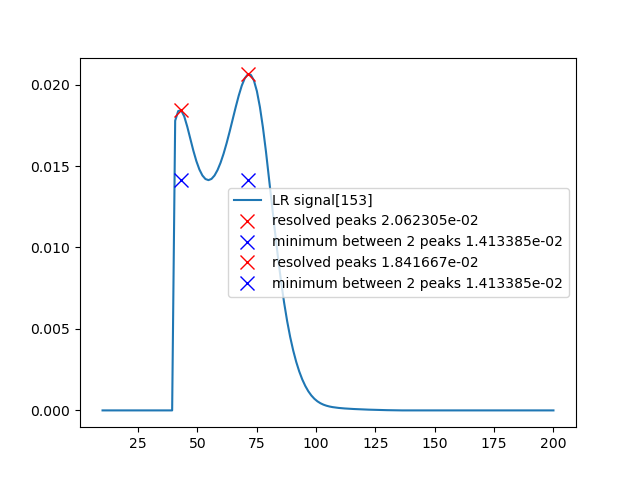 0.020
0.015
0.010
0.005
0.000
LR signal[153]
resolved peaks 2.062305e-02
minimum between 2 peaks 1.413385e-02
resolved peaks 1.841667e-02
minimum between 2 peaks 1.413385e-02
25 50 75 100 125 150 175 200